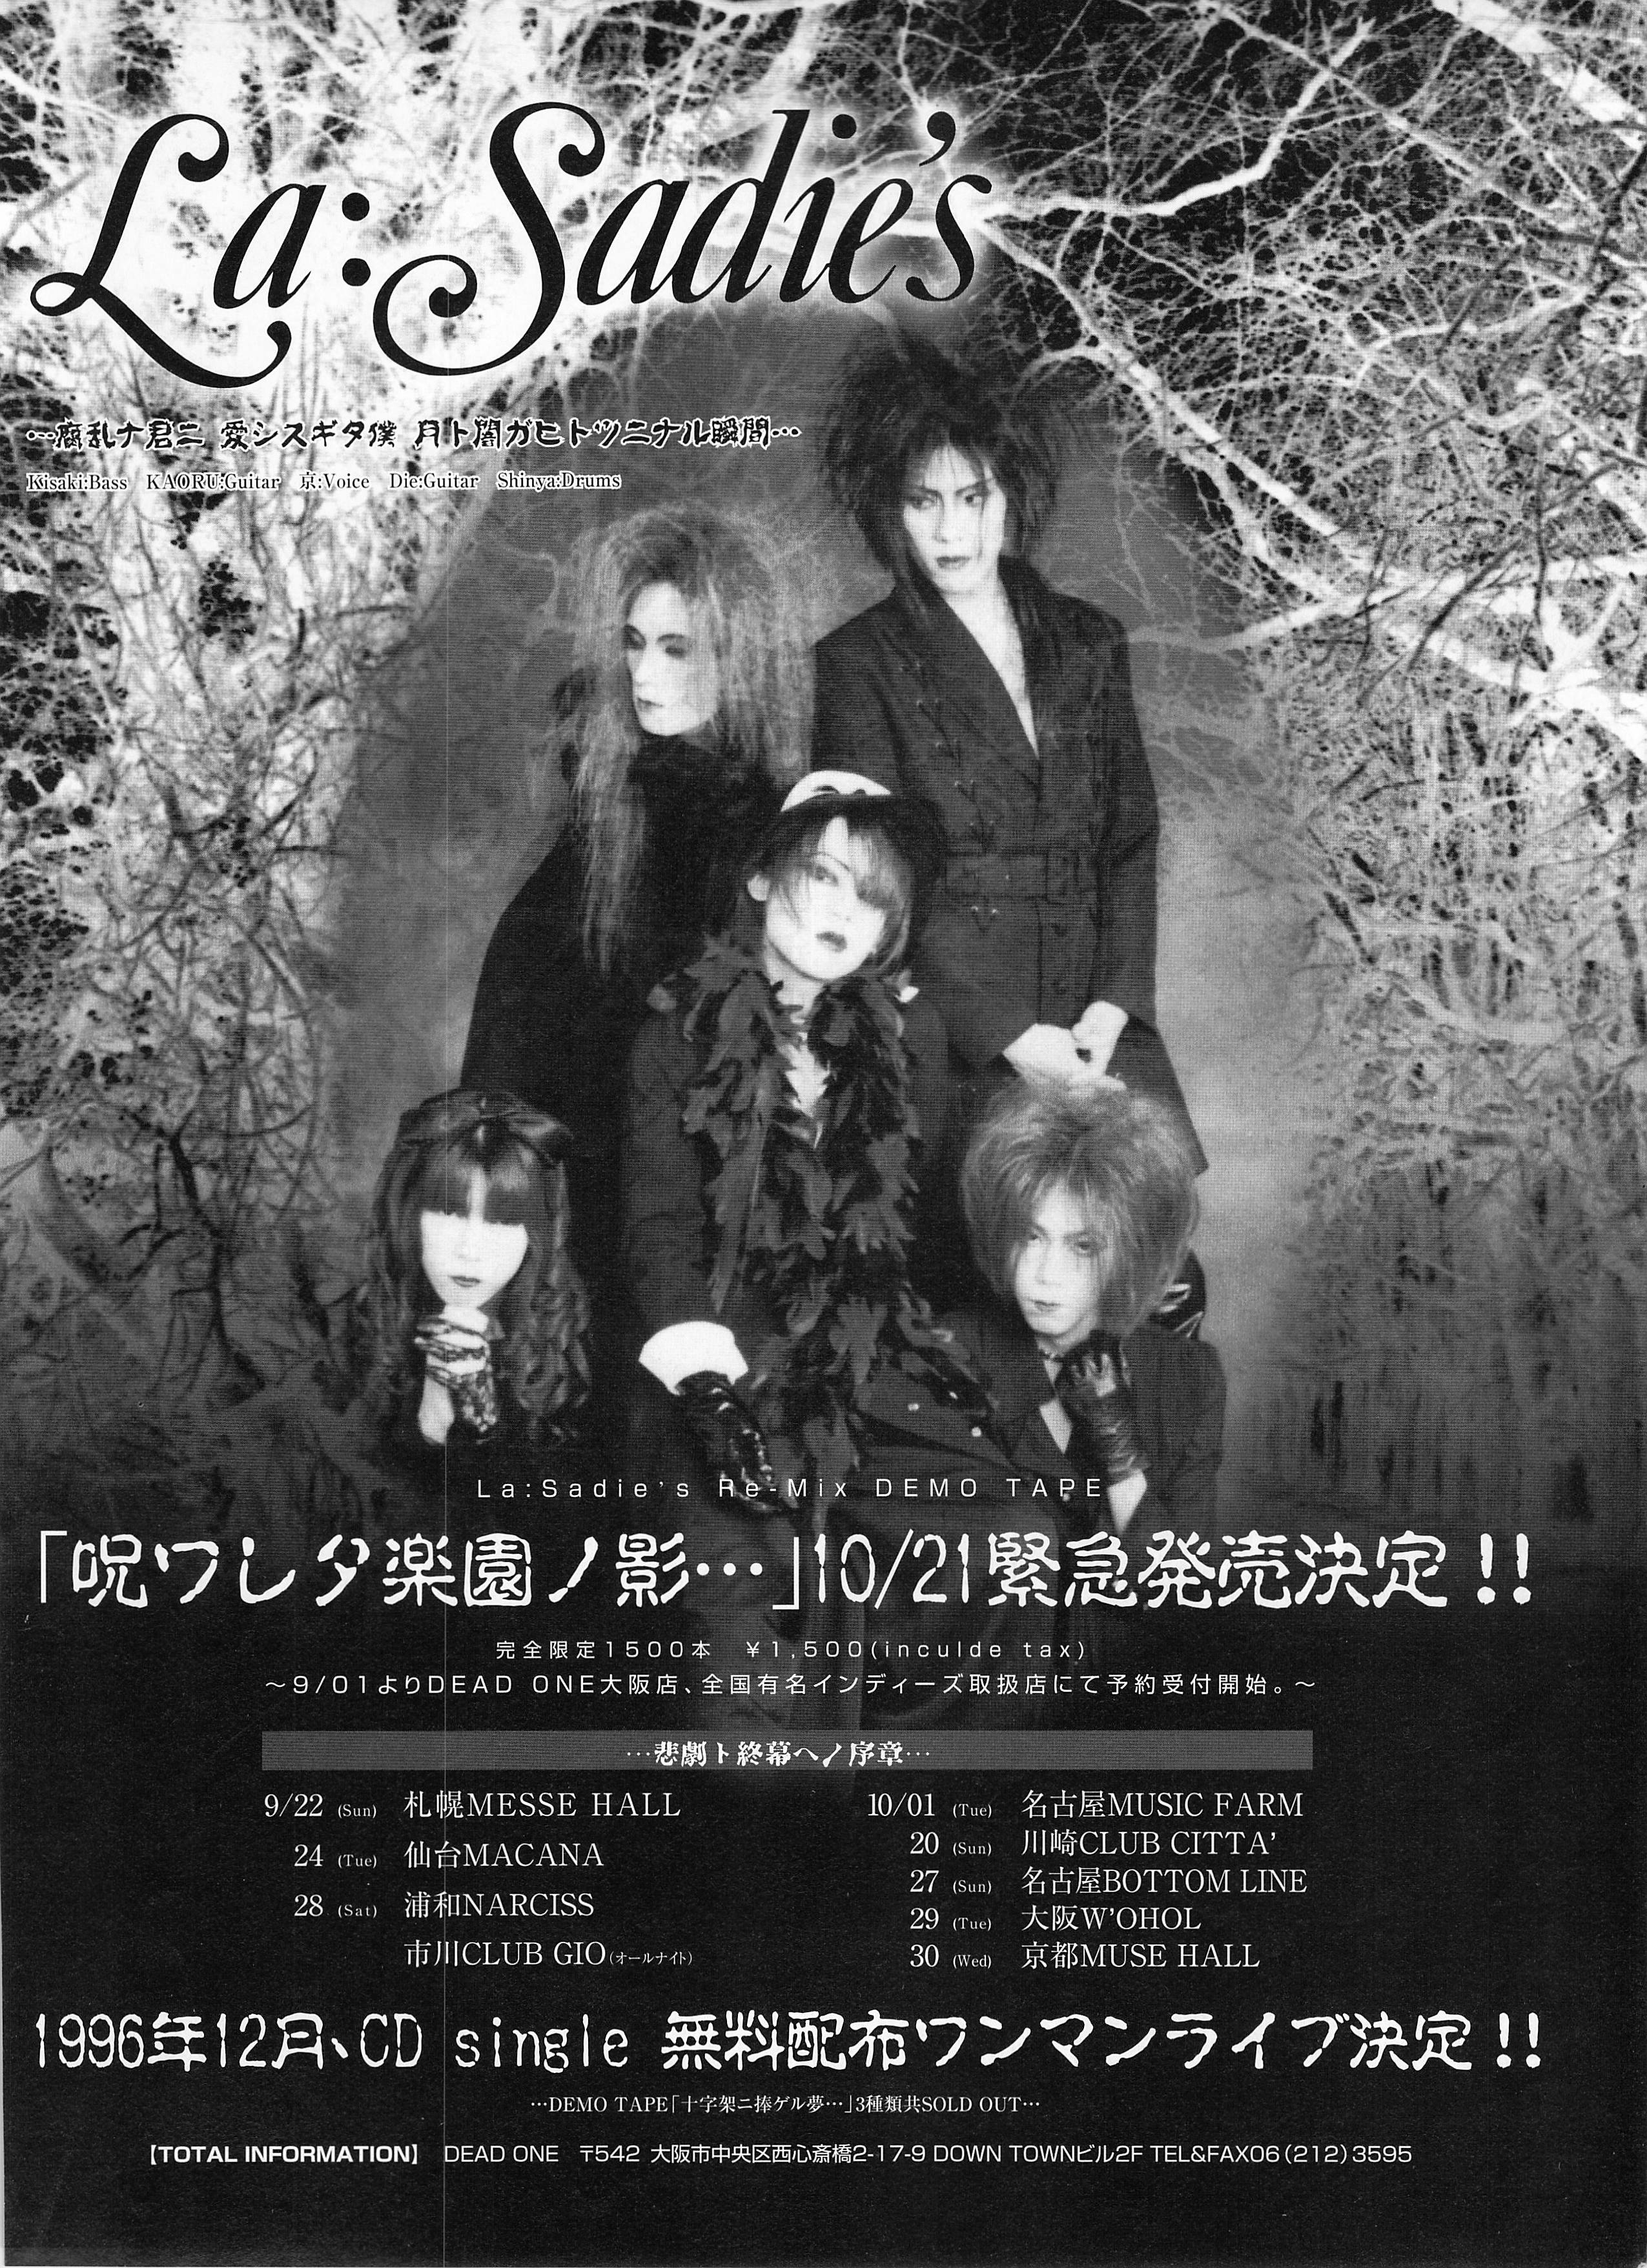 La:Sadie's
…腐乱ナ君ニ 愛シスギタ僕 月ト闇ガヒトツニナル瞬間…
Kisaki:Bass KAORU:Guitar 京:Voice Die:Guitar Shinya:Drums
La:Sadie's Re-Mix DEMO TAPE
「呪ワレタ楽園ノ影…」10/21緊急発売決定!!
完全限定1500本 ¥1,500(inculde tax)
～9/01よりDEAD ONE大阪店、全国有名インディーズ取扱店にて予約受付開始。～
…悲劇ト終幕ヘノ序章…
9/22 (Sun) 札幌MESSE HALL
24 (Tue) 仙台MACANA
28 (Sat) 浦和NARCISS
市川CLUB GIO(オールナイト)
10/01 (Tue) 名古屋MUSIC FARM
20 (Sun) 川崎CLUB CITTA'
27 (Sun) 名古屋BOTTOM LINE
29 (Tue) 大阪W'OHOL
30 (Wed) 京都MUSE HALL
1996年12月、CD single 無料配布ワンマンライブ決定!!
…DEMO TAPE「十字架ニ捧ゲル夢…」3種類共SOLD OUT…
【TOTAL INFORMATION】 DEAD ONE 〒542 大阪市中央区西心斎橋2-17-9 DOWN TOWNビル2F TEL&FAX06(212)3595